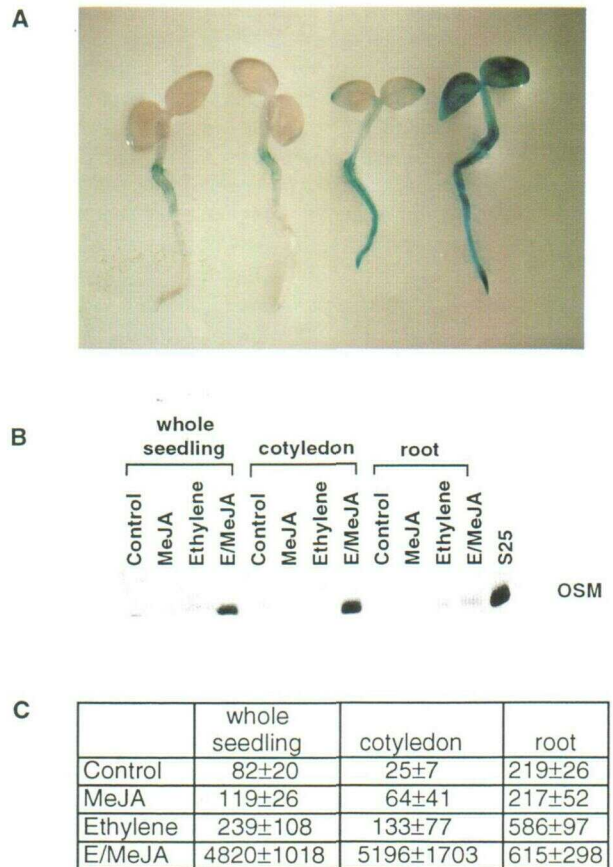 A
B
whole
seedling
cotyledon
root
Control
MeJA
Ethylene
E/MeJA
Control
MeJA
Ethylene
E/MeJA
Control
MeJA
Ethylene
E/MeJA
S25
OSM
C
whole
seedling cotyledon root
Control 82±20 25±7 219±26
MeJA 119±26 64±41 217±52
Ethylene 239±108 133±77 586±97
E/MeJA 4820±1018 5196±1703 615±298